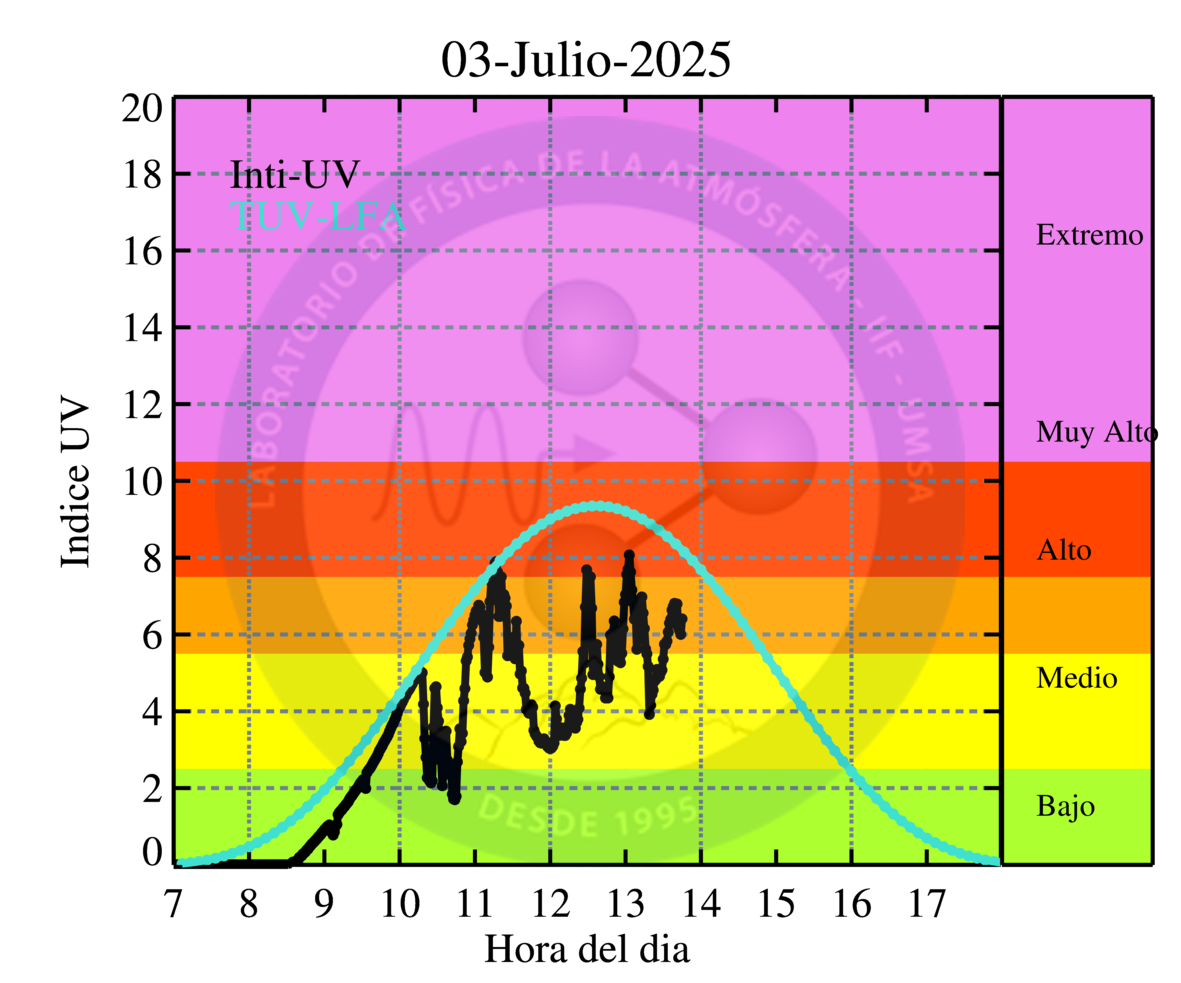 03-Julio-2025
20
18
16
14
12
10
8
6
4
2
0
Indice UV
Inti-UV
TUV-LFA
LABORATORIO DE FÍSICA DE LA ATMÓSFERA - IIF - UMSA
DESDE 1995
Extremo
Muy Alto
Alto
Medio
Bajo
7 8 9 10 11 12 13 14 15 16 17
Hora del dia